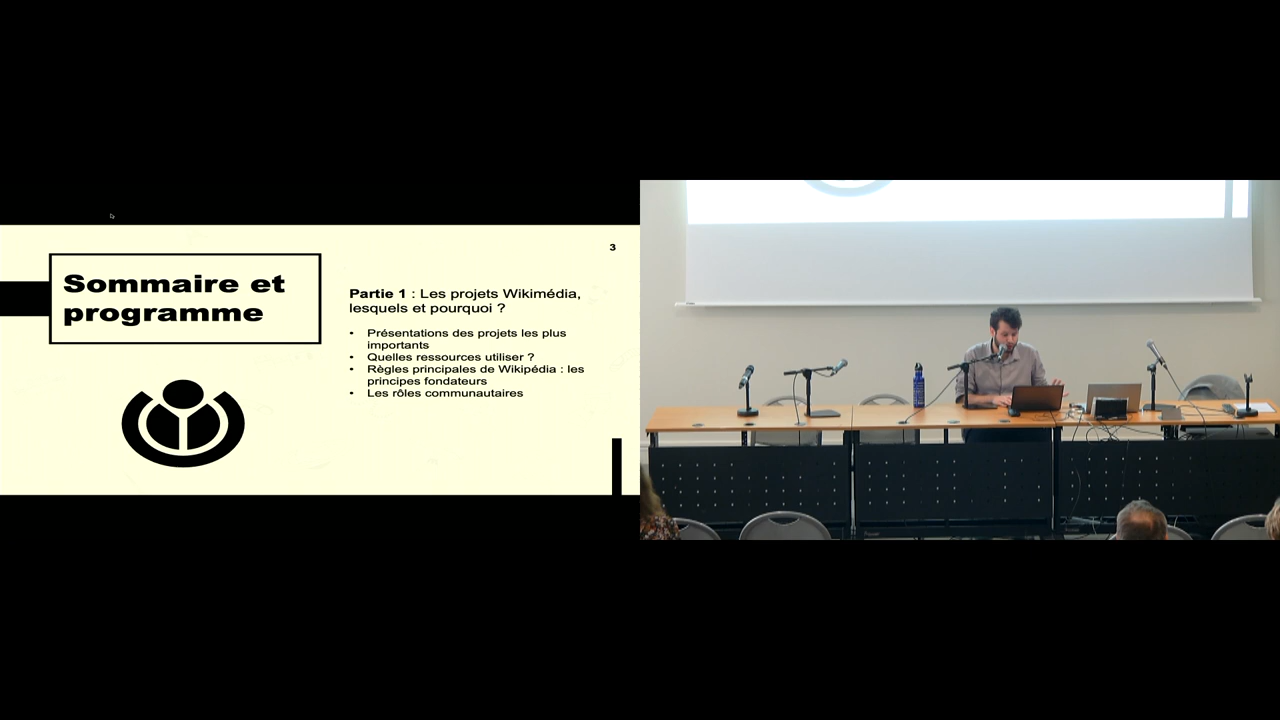 3
Sommaire et
programme
Partie 1 : Les projets Wikimédia,
lesquels et pourquoi ?
• Présentations des projets les plus
importants
• Quelles ressources utiliser ?
• Règles principales de Wikipédia : les
principes fondateurs
• Les rôles communautaires